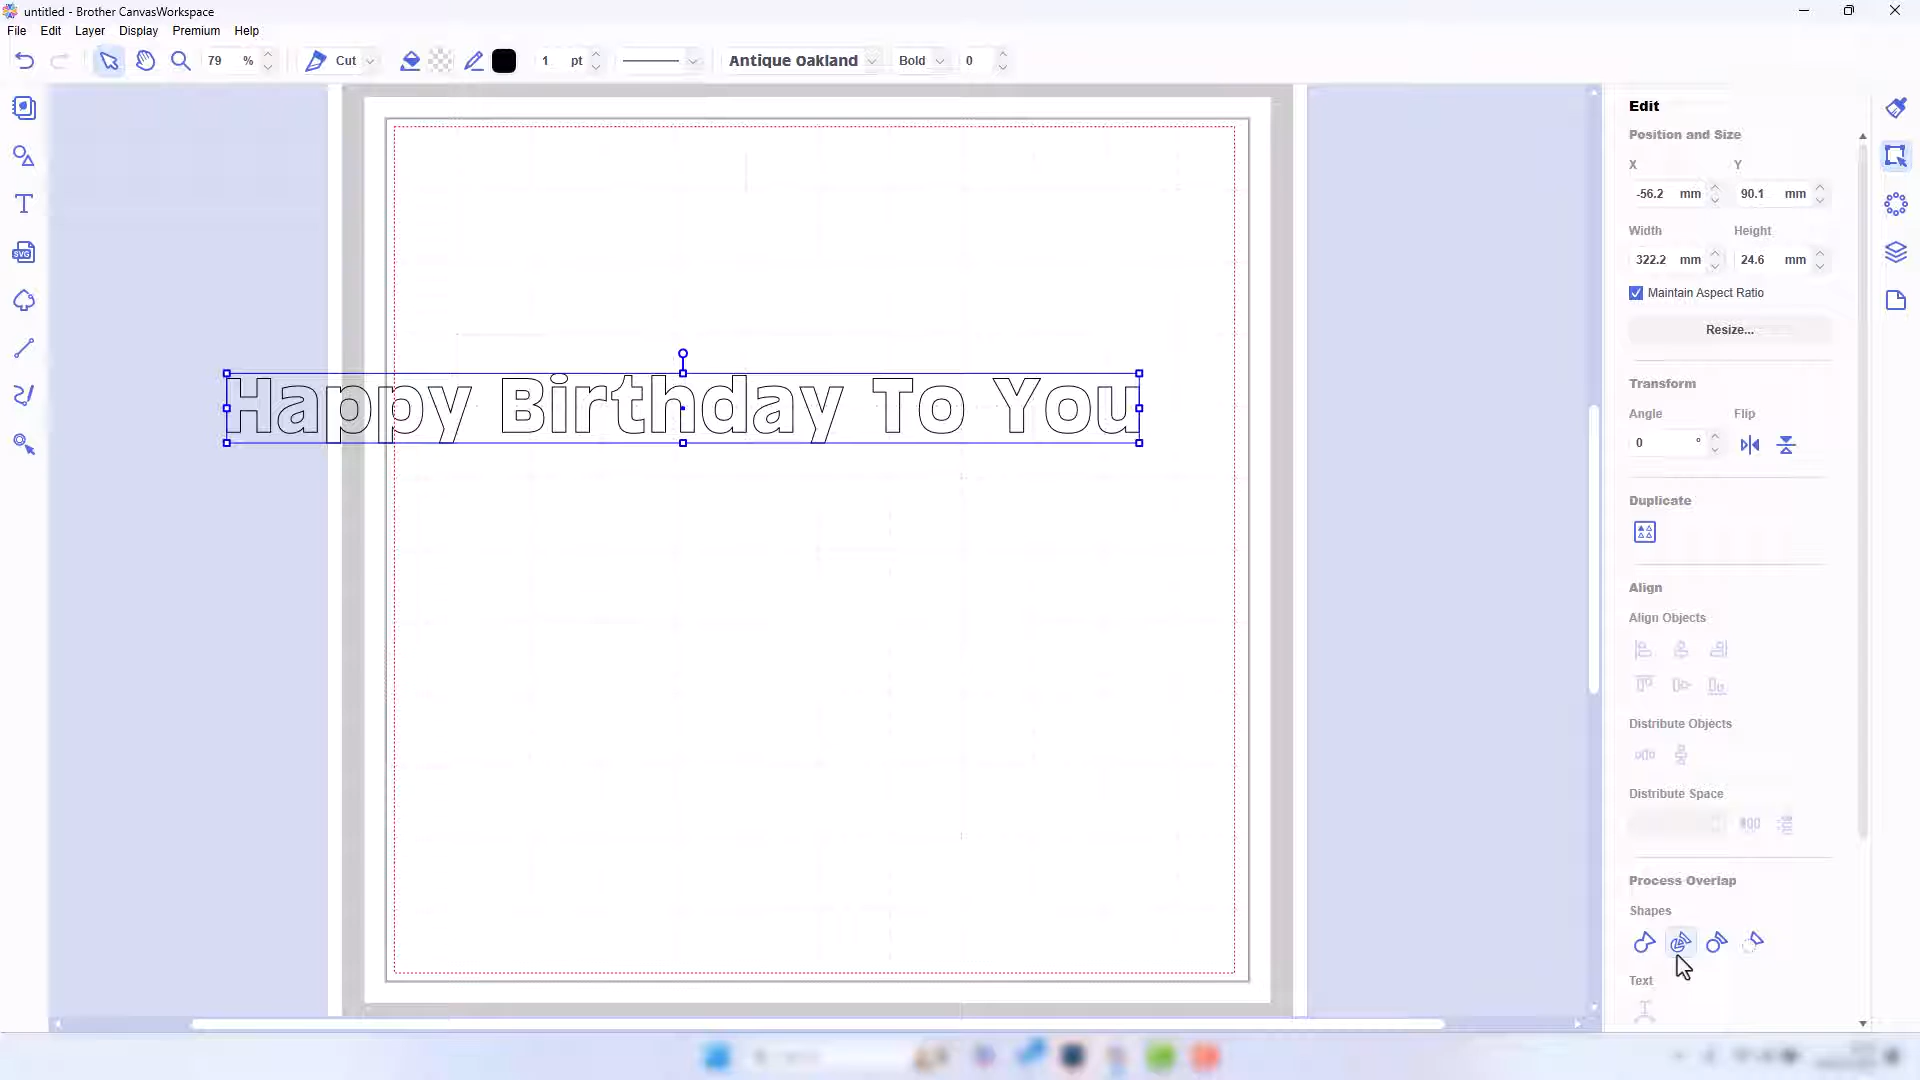 untitled - Brother CanvasWorkspace
File Edit Layer Display Premium Help
79 % Cut 1 pt Antique Oakland Bold 0
SVG
Happy Birthday To You
Edit
Position and Size
X Y
-56.2 mm 90.1 mm
Width Height
322.2 mm 24.6 mm
Maintain Aspect Ratio
Resize...
Transform
Angle Flip
0 °
Duplicate
Align
Align Objects
Distribute Objects
Distribute Space
Process Overlap
Shapes
Text